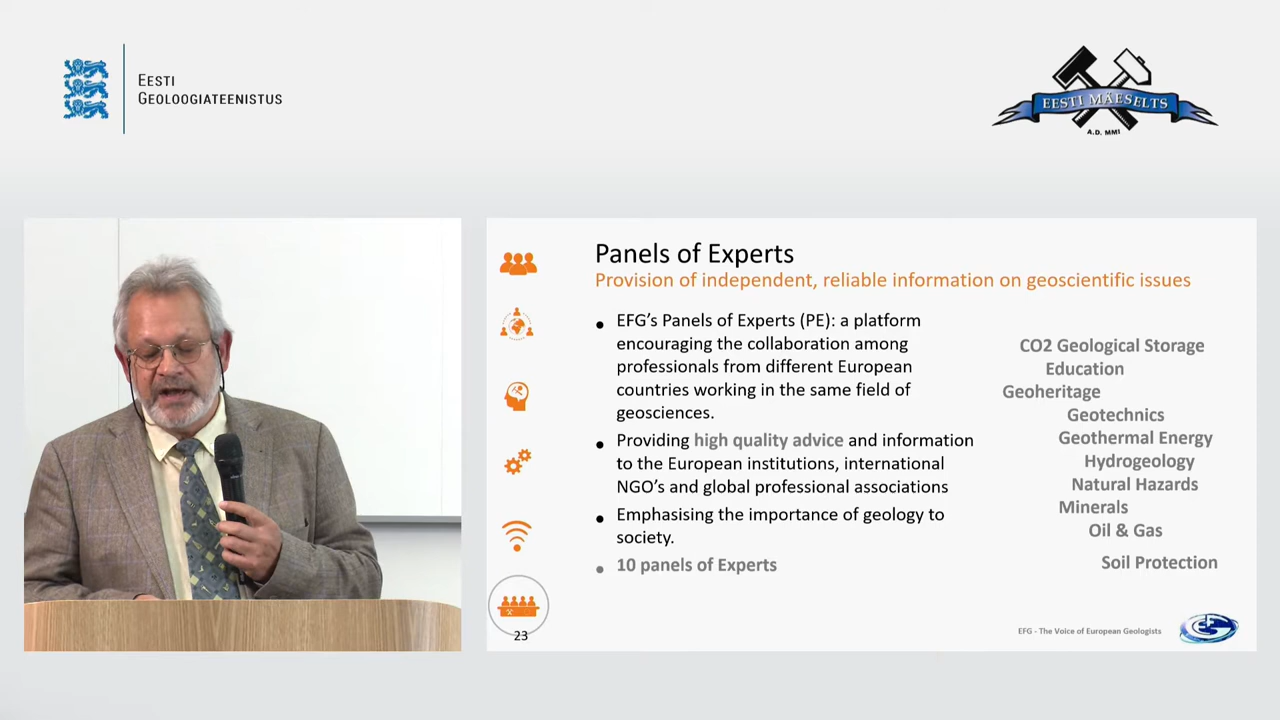 EESTI
GEOLOOGIATEENISTUS
EESTI MÄESELTS
A.D. MMI
Panels of Experts
Provision of independent, reliable information on geoscientific issues
• EFG's Panels of Experts (PE): a platform
encouraging the collaboration among
professionals from different European
countries working in the same field of
geosciences.
• Providing high quality advice and information
to the European institutions, international
NGO's and global professional associations
• Emphasising the importance of geology to
society.
• 10 panels of Experts
CO2 Geological Storage
Education
Geoheritage
Geotechnics
Geothermal Energy
Hydrogeology
Natural Hazards
Minerals
Oil & Gas
Soil Protection
23
EFG - The Voice of European Geologists
EFG